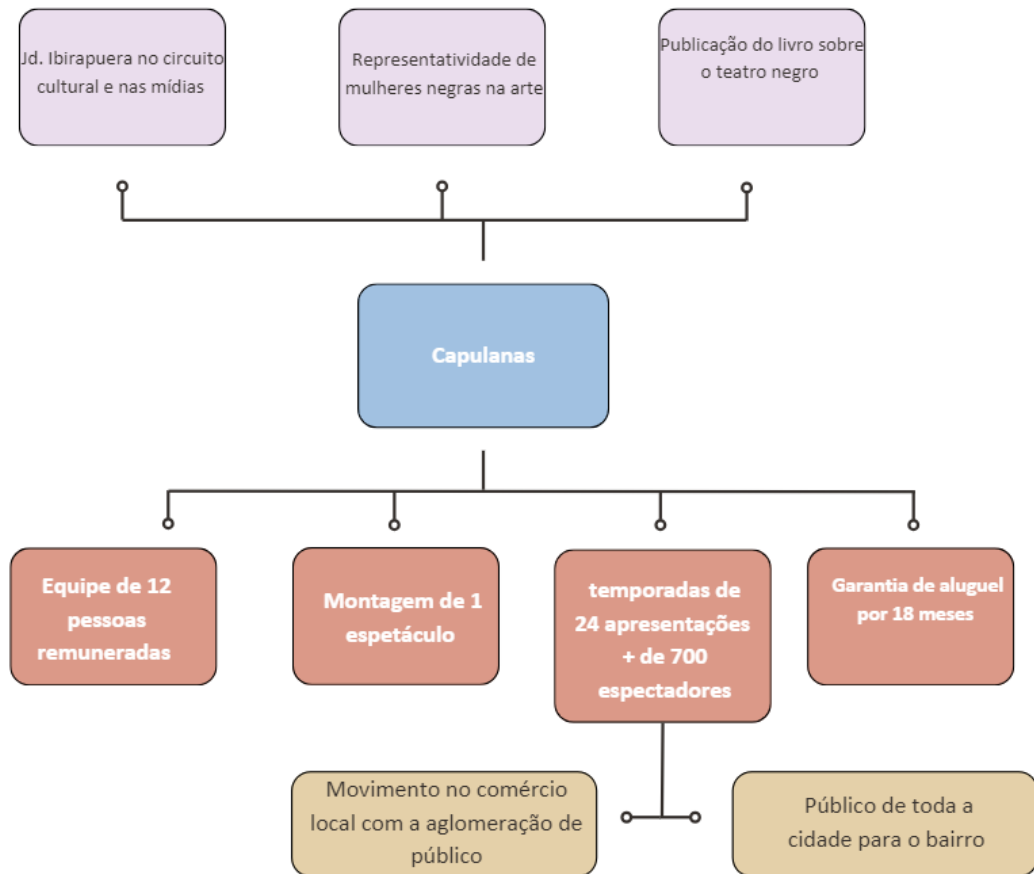 Jd. Ibirapuera no circuito
cultural e nas mídias
Representatividade de
mulheres negras na arte
Publicação do livro sobre
o teatro negro
Capulanas
Equipe de 12
pessoas
remuneradas
Montagem de 1
espetáculo
temporadas de
24 apresentações
+ de 700
espectadores
Garantia de aluguel
por 18 meses
Movimento no comércio
local com a aglomeração de
público
Público de toda a
cidade para o bairro